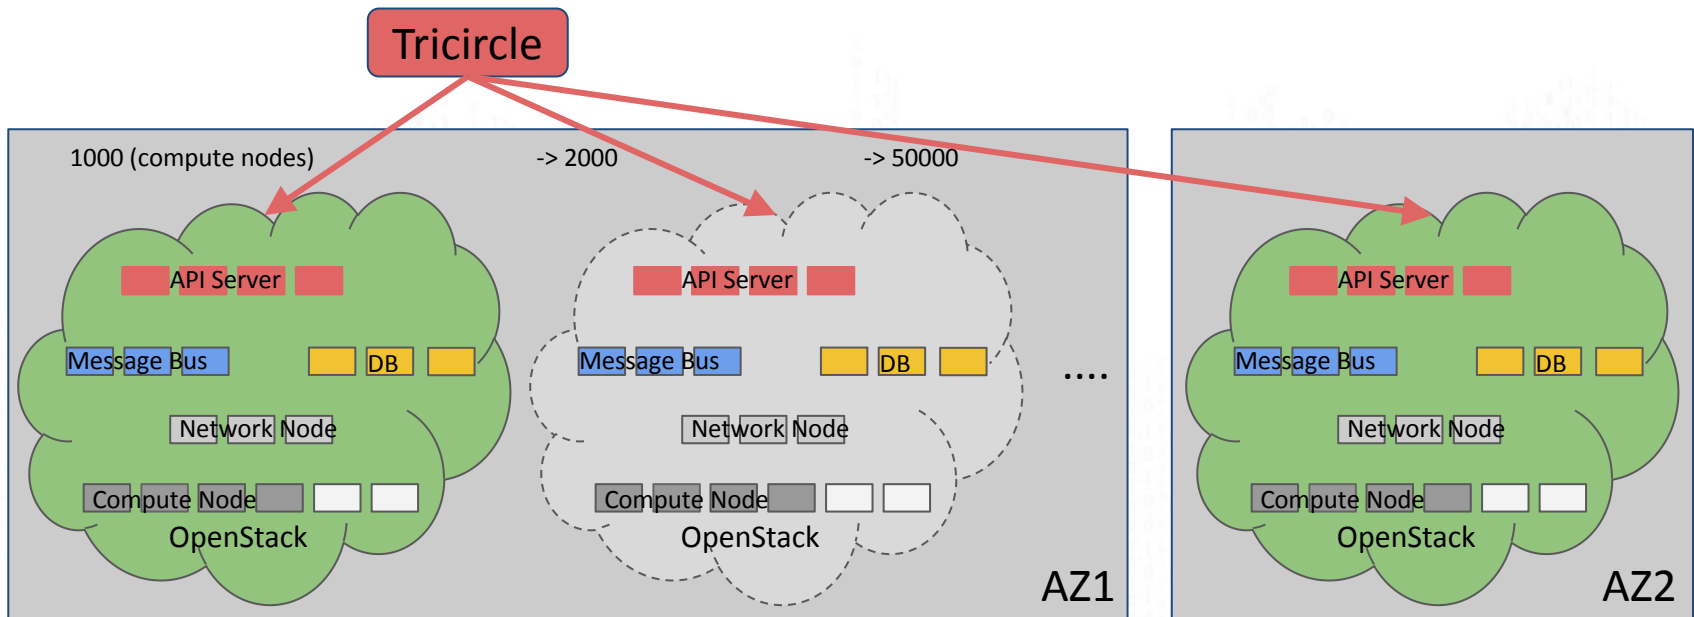 Tricircle
1000 (compute nodes)
-> 2000
-> 50000
API Server
Message Bus
DB
Network Node
Compute Node
OpenStack
API Server
Message Bus
DB
Network Node
Compute Node
OpenStack
....
AZ1
API Server
Message Bus
DB
Network Node
Compute Node
OpenStack
AZ2